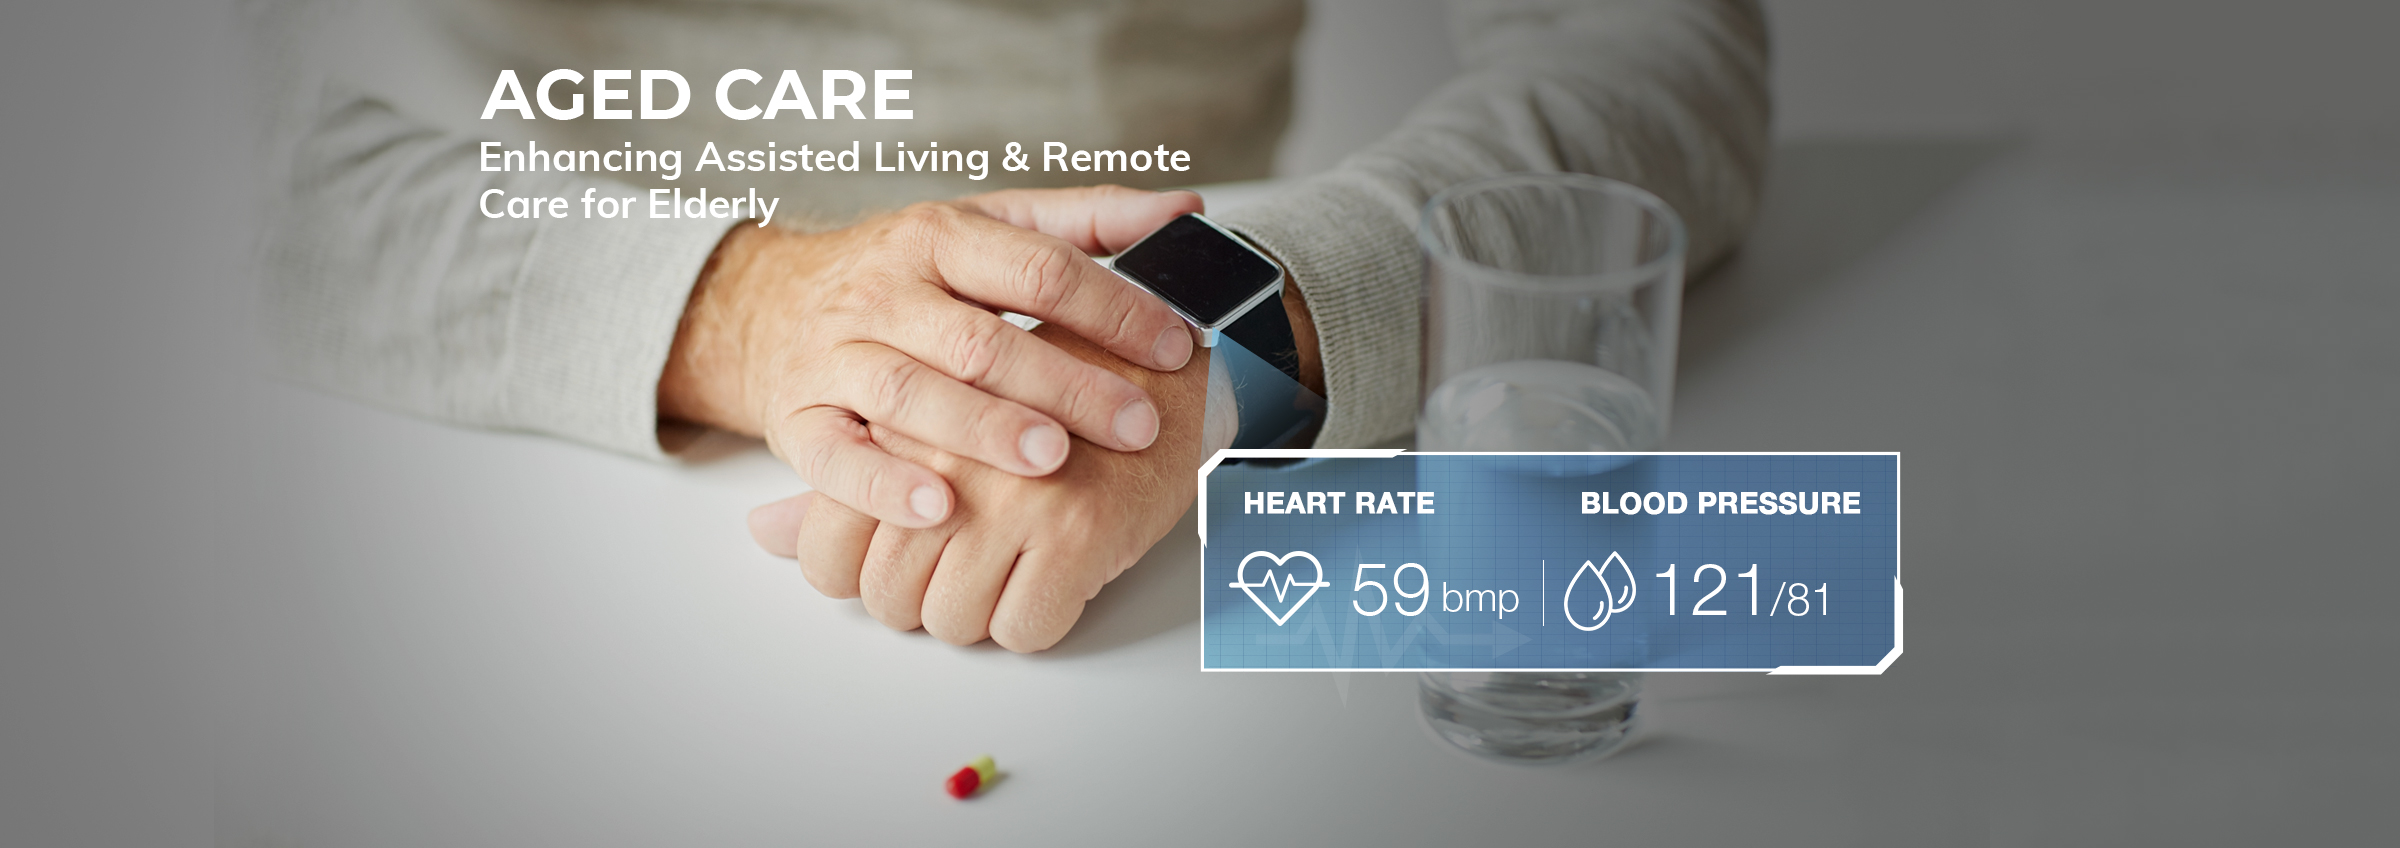 AGED CARE
Enhancing Assisted Living & Remote
Care for Elderly
HEART RATE
BLOOD PRESSURE
59 bmp
121/81